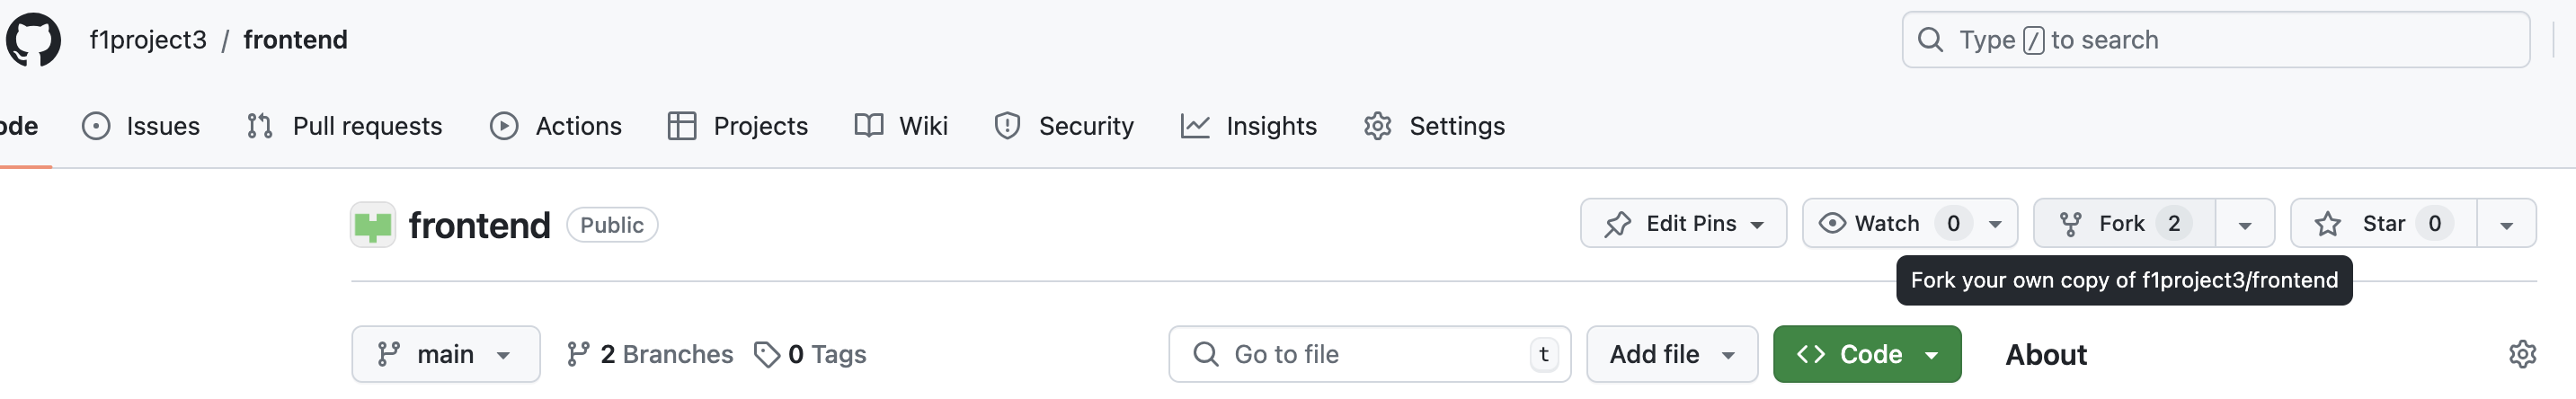 f1project3 / frontend
Type / to search
ode Issues Pull requests Actions Projects Wiki Security Insights Settings
frontend Public
Edit Pins Watch 0 Fork 2 Star 0
Fork your own copy of f1project3/frontend
main 2 Branches 0 Tags
Go to file t Add file <> Code About